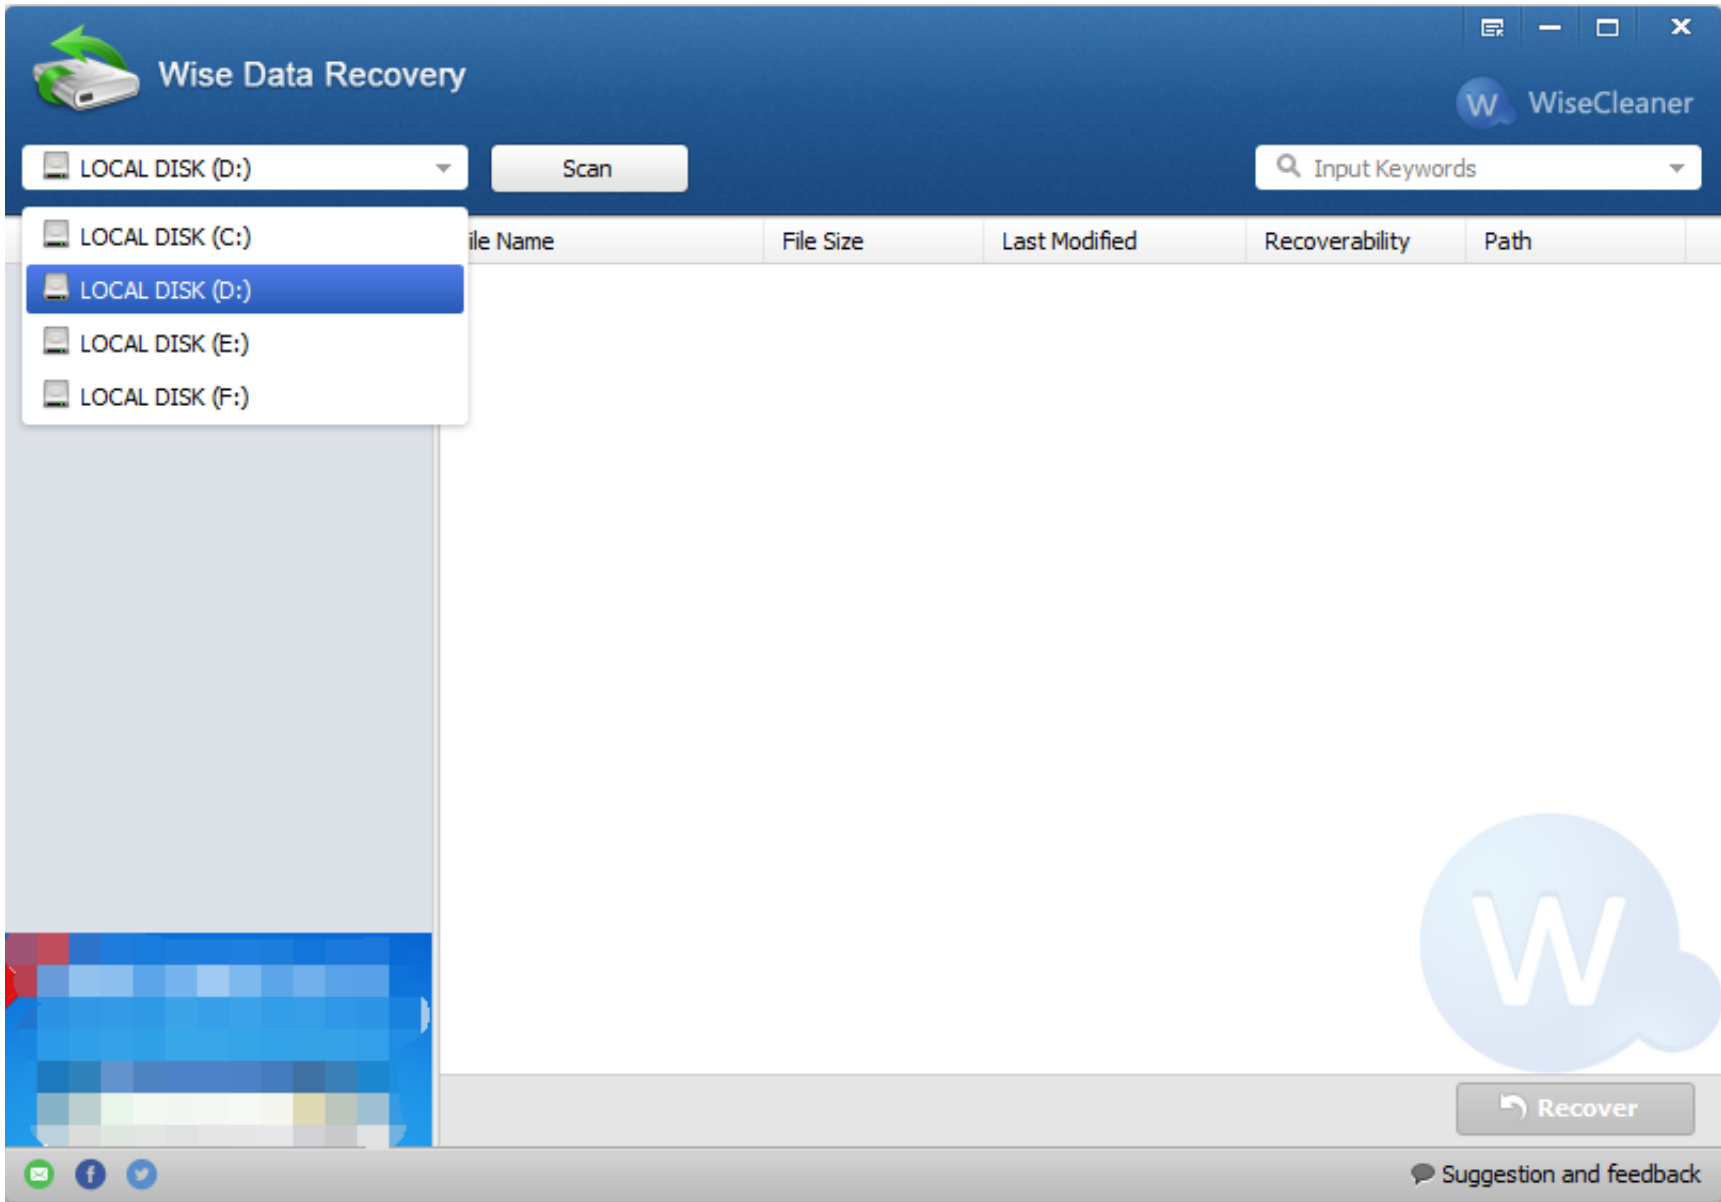 Wise Data Recovery
W WiseCleaner
LOCAL DISK (D:)
Scan
Input Keywords
LOCAL DISK (C:)
LOCAL DISK (D:)
LOCAL DISK (E:)
LOCAL DISK (F:)
ile Name
File Size
Last Modified
Recoverability
Path
W
Recover
Suggestion and feedback